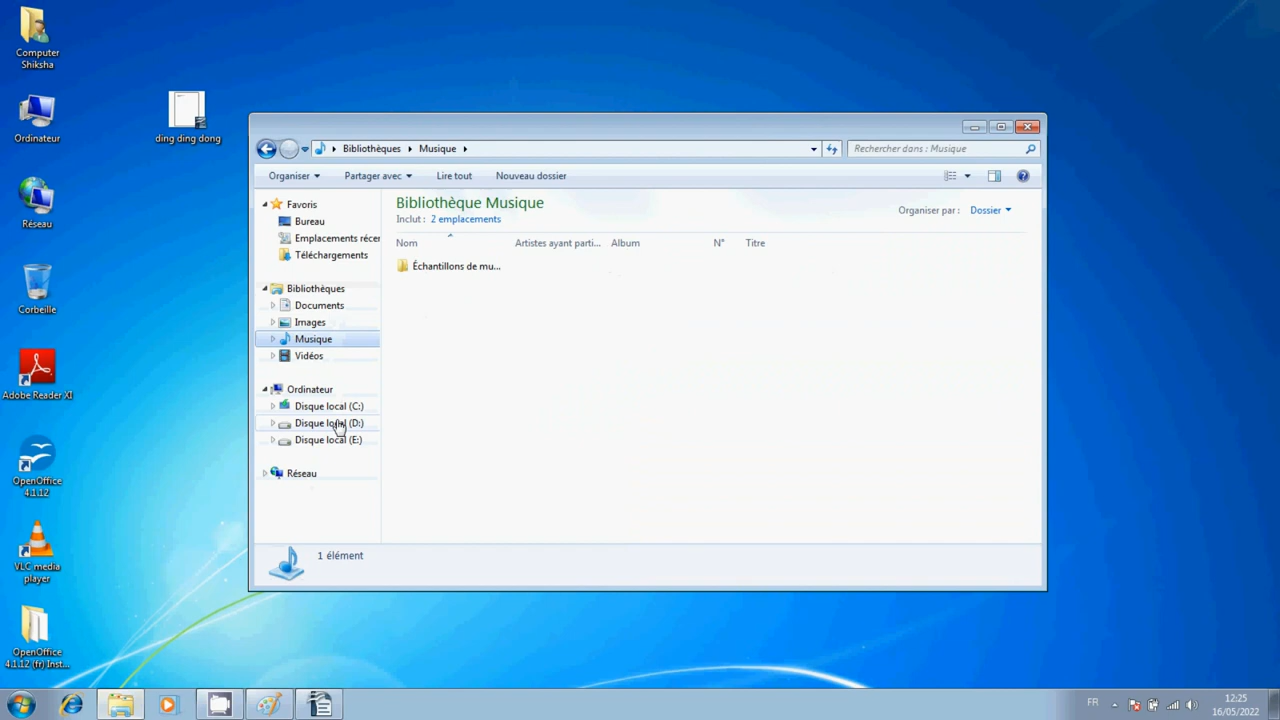 Computer
Shiksha
Ordinateur
Réseau
Corbeille
Adobe Reader XI
OpenOffice
4.1.12
VLC media
player
OpenOffice
4.1.12 (fr) Inst...
ding ding dong
Bibliothèques
Musique
Rechercher dans : Musique
Organiser
Partager avec
Lire tout
Nouveau dossier
Favoris
Bureau
Emplacements récer
Téléchargements
Bibliothèques
Documents
Images
Musique
Vidéos
Ordinateur
Disque local (C:)
Disque local (D:)
Disque local (E:)
Réseau
Bibliothèque Musique
Inclut : 2 emplacements
Organiser par : Dossier
Nom Artistes ayant parti... Album N° Titre
Échantillons de mu...
1 élément
FR
12:25
16/05/2022